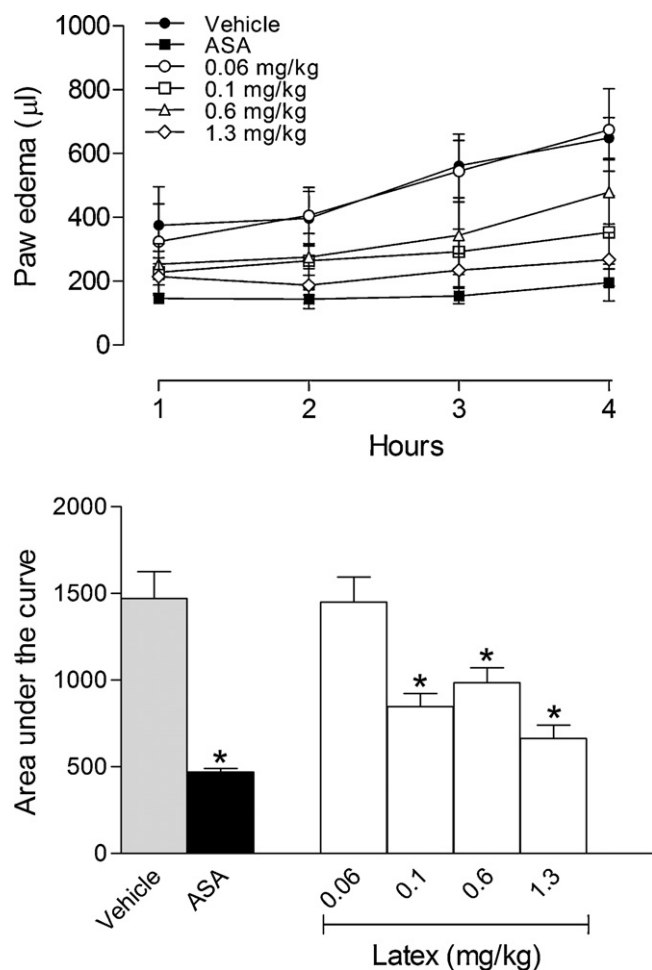 1000
800
600
400
200
0
Paw edema (μl)
Vehicle
ASA
0.06 mg/kg
0.1 mg/kg
0.6 mg/kg
1.3 mg/kg
1 2 3 4
Hours
2000
1500
1000
500
0
Area under the curve
*
*
*
*
Vehicle ASA 0.06 0.1 0.6 1.3
Latex (mg/kg)